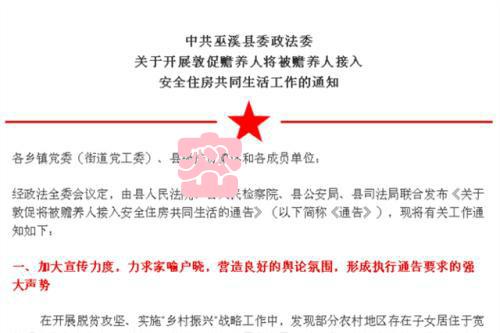 中共巫溪县委政法委
关于开展敦促赡养人将被赡养人接入
安全住房共同生活工作的通知
各乡镇党委（街道党工委）、县 和各成员单位：
经政法全委会议定，由县人民法院、 民检察院、县公安局、县司法局联合发布《关于
敦促将被赡养人接入安全住房共同生活的通告》（以下简称《通告》），现将有关工作通
知如下：
一、加大宣传力度，力求家喻户晓，营造良好的舆论氛围，形成执行通告要求的强
大声势
在开展脱贫攻坚、实施"乡村振兴"战略工作中，发现部分农村地区存在子女居住于宽